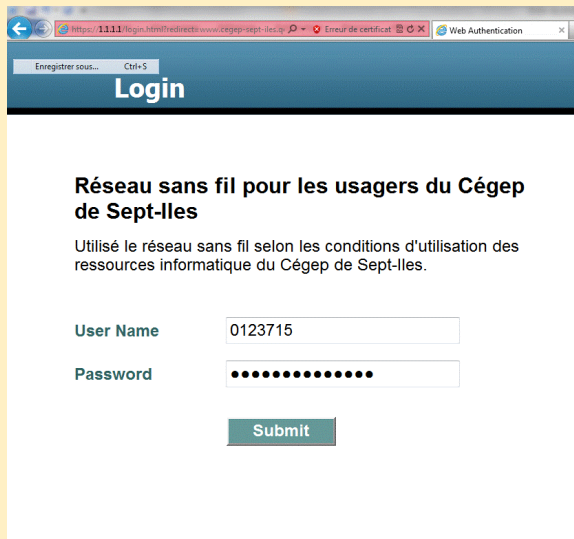 https://1.1.1.1/login.html?redirect=www.cegep-sept-iles.q Erreur de certificat Web Authentication
Enregistrer sous... Ctrl+S
Login
Réseau sans fil pour les usagers du Cégep
de Sept-Iles
Utilisé le réseau sans fil selon les conditions d'utilisation des
ressources informatique du Cégep de Sept-Iles.
User Name 0123715
Password ••••••••••••••
Submit